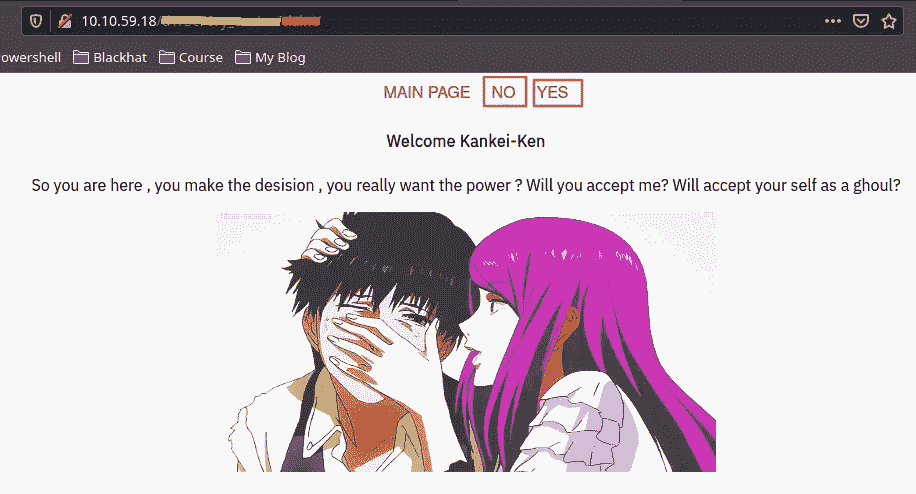 10.10.59.18/
owershell Blackhat Course My Blog
MAIN PAGE NO YES
Welcome Kankei-Ken
So you are here , you make the desision , you really want the power ? Will you accept me? Will accept your self as a ghoul?